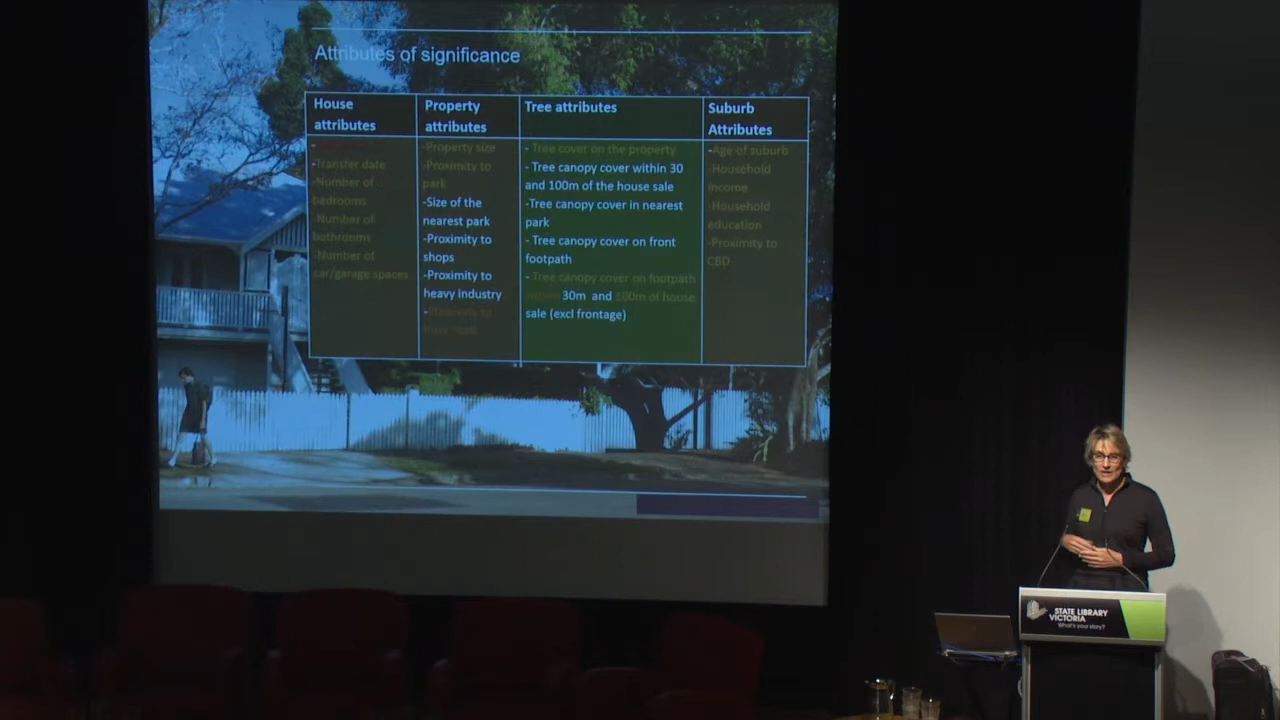 Attributes of significance
House
attributes
-
-Transfer date
-Number of
bedrooms
-Number of
bathrooms
-Number of
car/garage spaces
Property
attributes
-Property size
-Proximity to
park
-Size of the
nearest park
-Proximity to
shops
-Proximity to
heavy industry
-Proximity to
Tree attributes
- Tree cover on the property
- Tree canopy cover within 30
and 100m of the house sale
-Tree canopy cover in nearest
park
- Tree canopy cover on front
footpath
- Tree canopy cover on footpath
30m and 100m of house
sale (excl frontage)
Suburb
Attributes
-Age of suburb
-Household
income
-Household
education
-Proximity to
CBD
STATE LIBRARY
VICTORIA
What's your story?